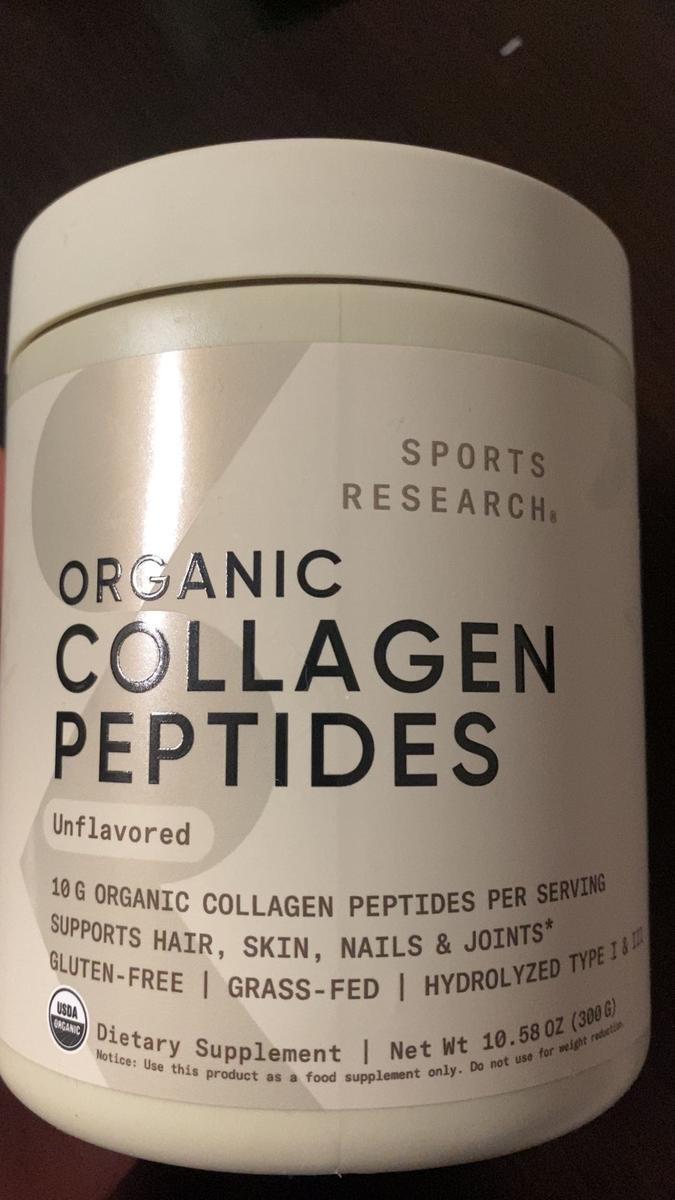 SPORTS
RESEARCH®
ORGANIC
COLLAGEN
PEPTIDES
Unflavored
10 G ORGANIC COLLAGEN PEPTIDES PER SERVING
SUPPORTS HAIR, SKIN, NAILS & JOINTS*
GLUTEN-FREE | GRASS-FED | HYDROLYZED TYPE I & III
USDA
ORGANIC
Dietary Supplement | Net Wt 10.58 OZ (300 G)
Notice: Use this product as a food supplement only. Do not use for weight reduction.